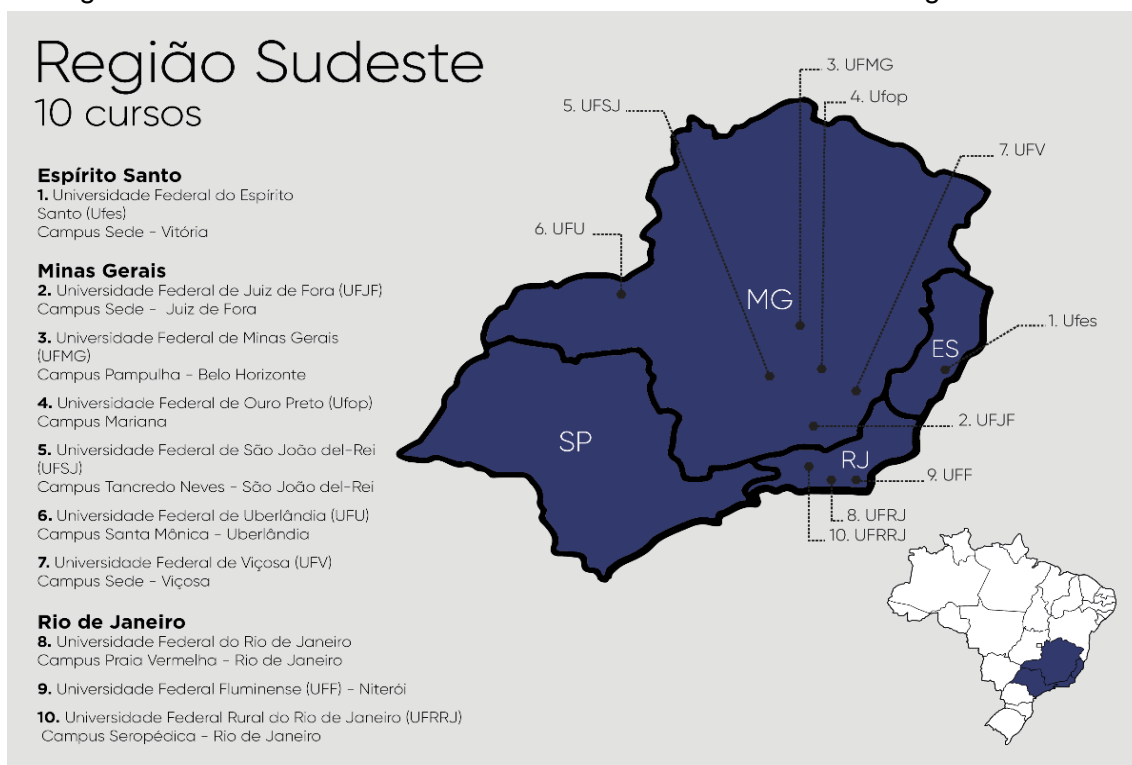 Região Sudeste
10 cursos
Espírito Santo
1. Universidade Federal do Espírito
Santo (Ufes)
Campus Sede - Vitória
Minas Gerais
2. Universidade Federal de Juiz de Fora (UFJF)
Campus Sede - Juiz de Fora
3. Universidade Federal de Minas Gerais
(UFMG)
Campus Pampulha - Belo Horizonte
4. Universidade Federal de Ouro Preto (Ufop)
Campus Mariana
5. Universidade Federal de São João del-Rei
(UFSJ)
Campus Tancredo Neves - São João del-Rei
6. Universidade Federal de Uberlândia (UFU)
Campus Santa Mônica - Uberlândia
7. Universidade Federal de Viçosa (UFV)
Campus Sede - Viçosa
Rio de Janeiro
8. Universidade Federal do Rio de Janeiro
Campus Praia Vermelha - Rio de Janeiro
9. Universidade Federal Fluminense (UFF) - Niterói
10. Universidade Federal Rural do Rio de Janeiro (UFRRJ)
Campus Seropédica - Rio de Janeiro
3. UFMG
4. Ufop
5. UFSJ
7. UFV
6. UFU
MG
1. Ufes
ES
2. UFJF
SP
RJ
9. UFF
8. UFRJ
10. UFRRJ